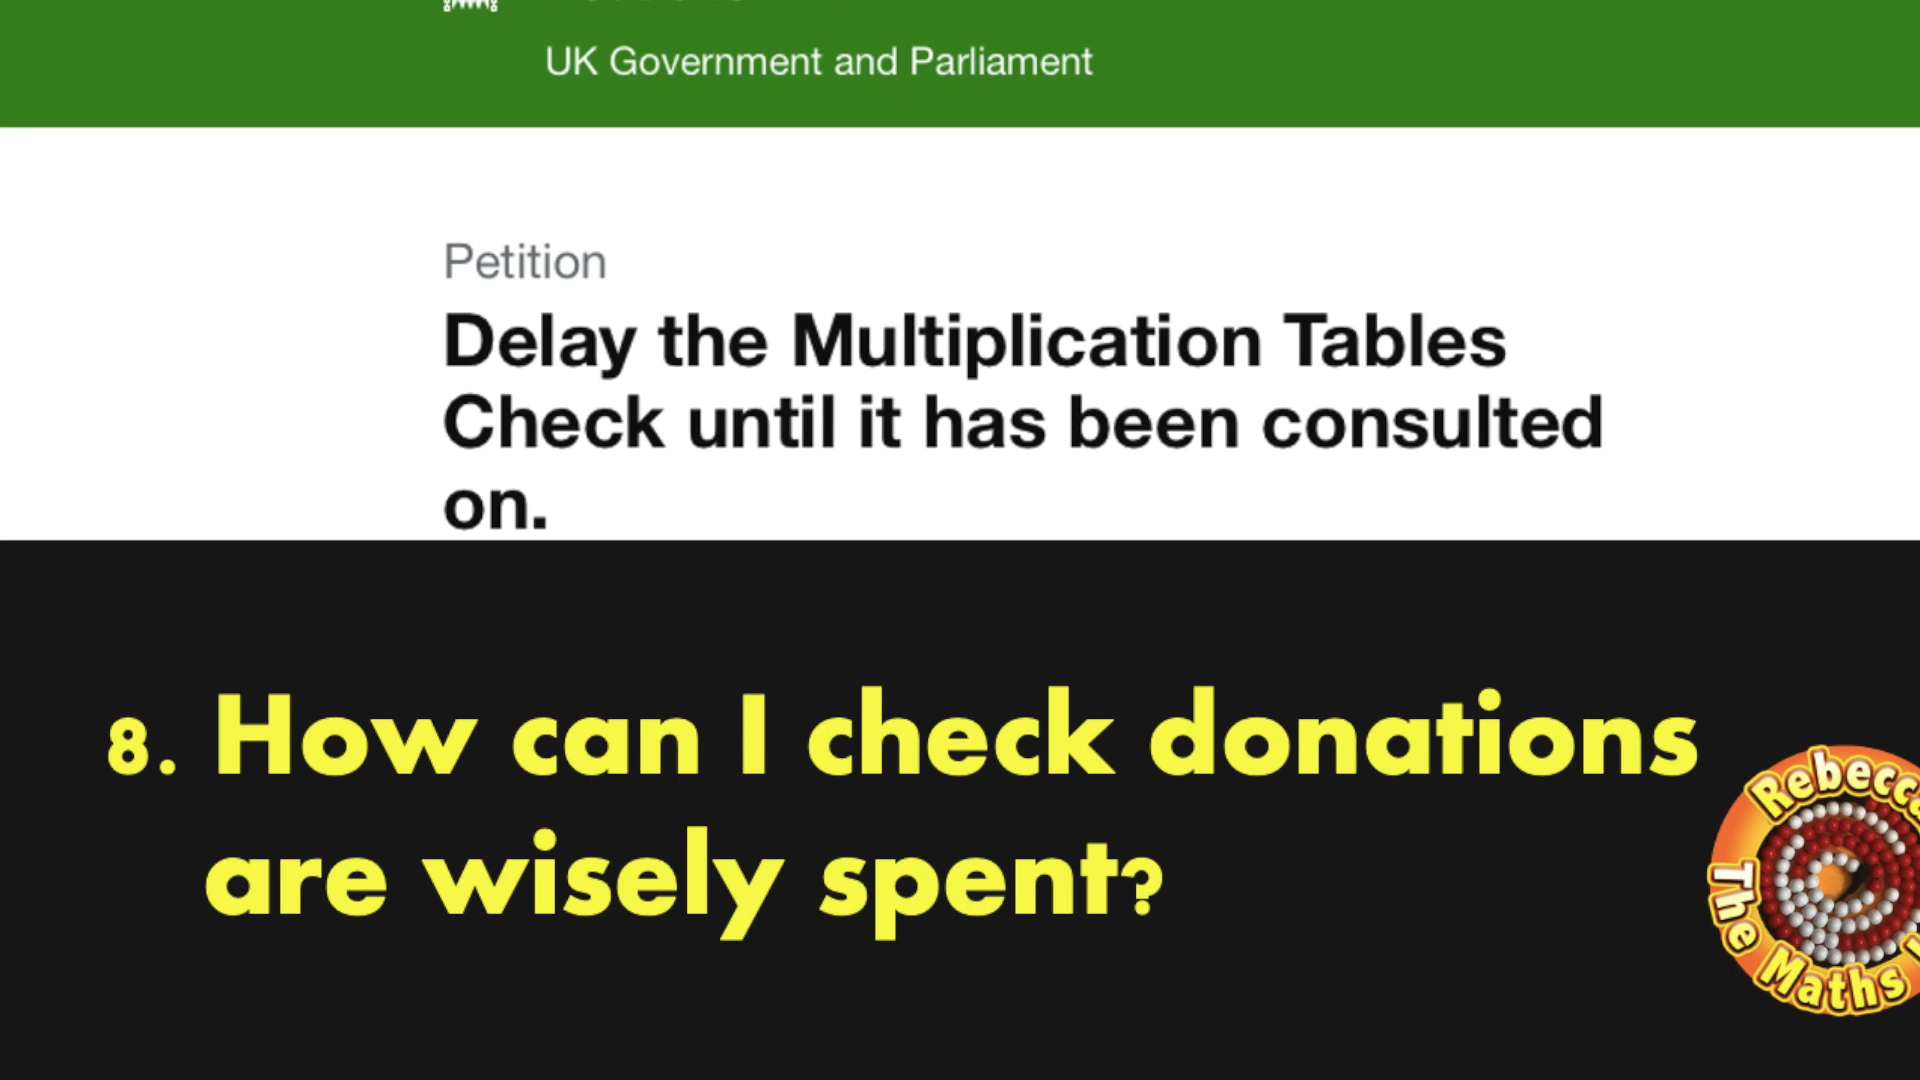 UK Government and Parliament
Petition
Delay the Multiplication Tables
Check until it has been consulted
on.
8. How can I check donations
are wisely spent?
The Maths